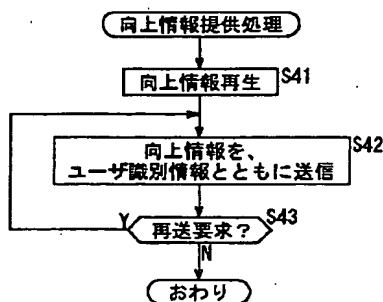 向上情報提供処理
向上情報再生
S41
向上情報を、
ユーザ識別情報とともに送信
S42
再送要求?
S43
Y
N
おわり